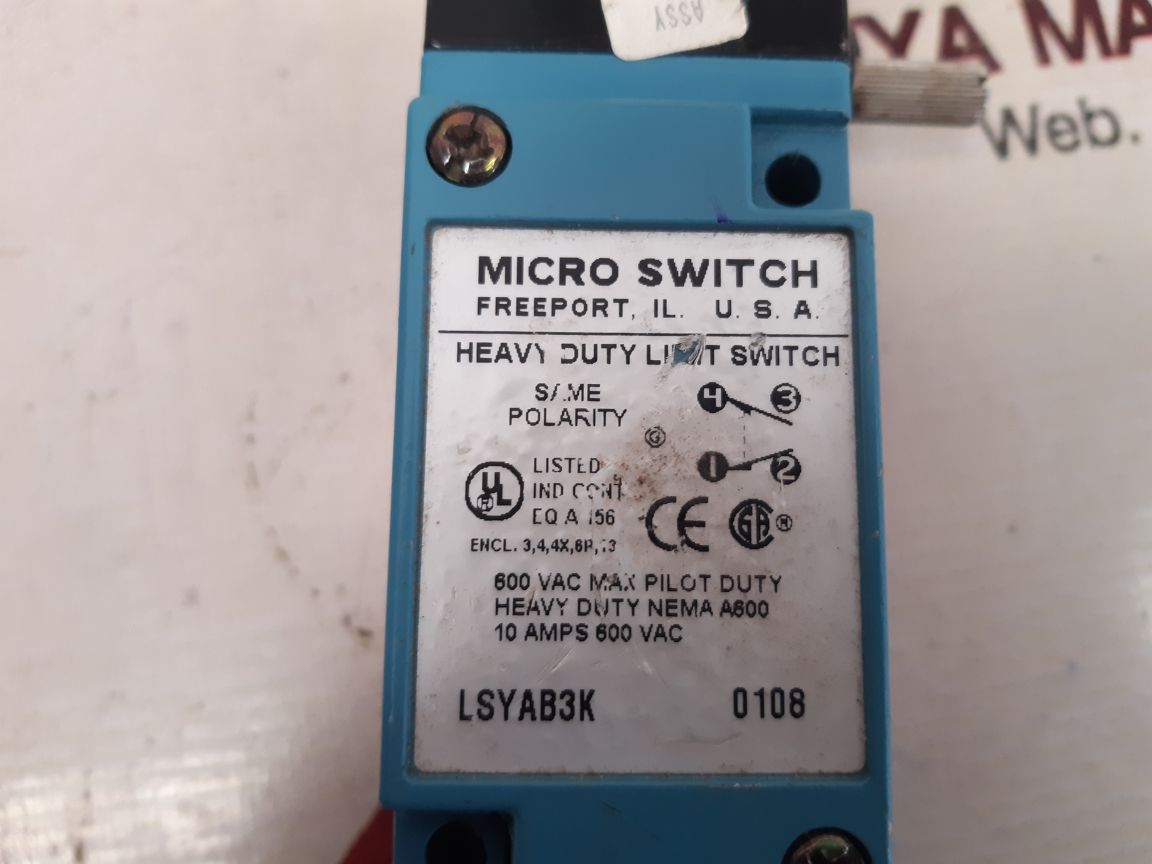 ASSY
YA MA
Web.
MICRO SWITCH
FREEPORT, IL. U. S. A.
HEAVY DUTY LIMIT SWITCH
SAME
POLARITY
4 3
1 2
UL
LISTED
IND CONT
EQ A 156
ENCL. 3,4,4X,6P,13
CE
600 VAC MAX PILOT DUTY
HEAVY DUTY NEMA A600
10 AMPS 600 VAC
LSYAB3K 0108